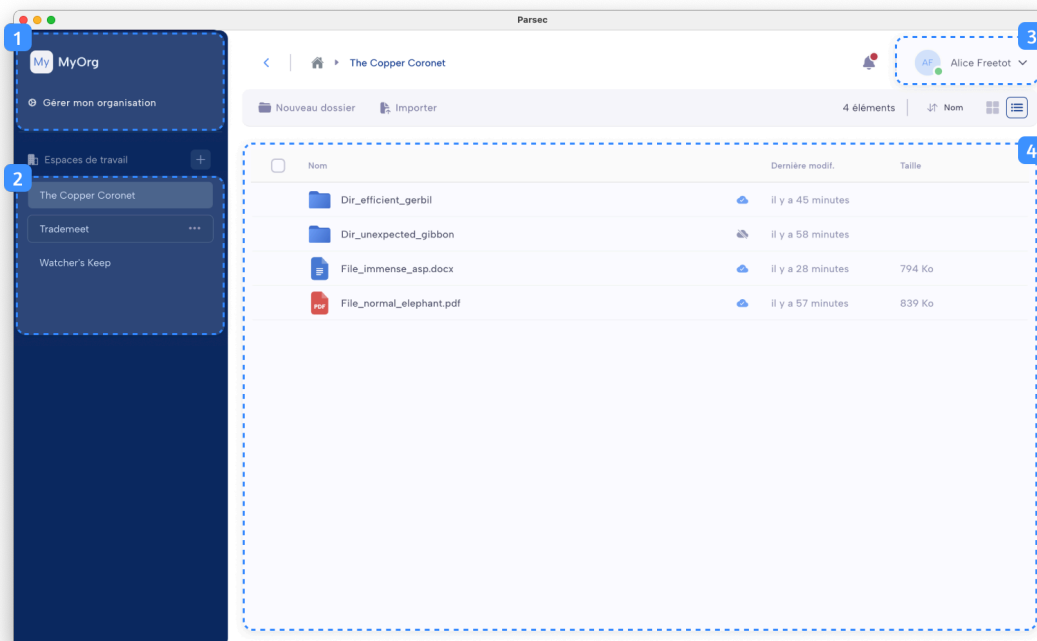 Parsec
1
My MyOrg
Gérer mon organisation
Espaces de travail +
2
The Copper Coronet
Trademeet ...
Watcher's Keep
The Copper Coronet
3
AF Alice Freetot
Nouveau dossier Importer 4 éléments Nom
4
Nom Dernière modif. Taille
Dir_efficient_gerbil il y a 45 minutes
Dir_unexpected_gibbon il y a 58 minutes
File_immense_asp.docx il y a 28 minutes 794 Ko
PDF File_normal_elephant.pdf il y a 57 minutes 839 Ko